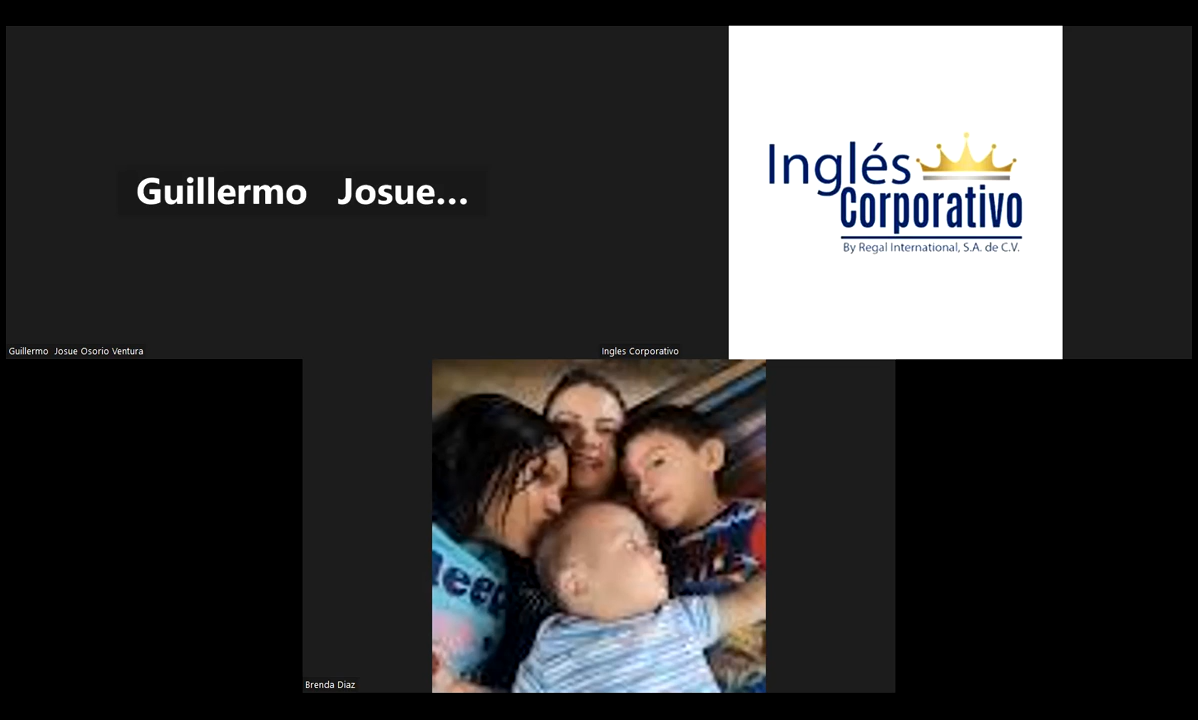 Guillermo Josue...
Guillermo Josue Osorio Ventura
Inglés
Corporativo
By Regal International, S.A. de C.V.
Ingles Corporativo
Brenda Diaz